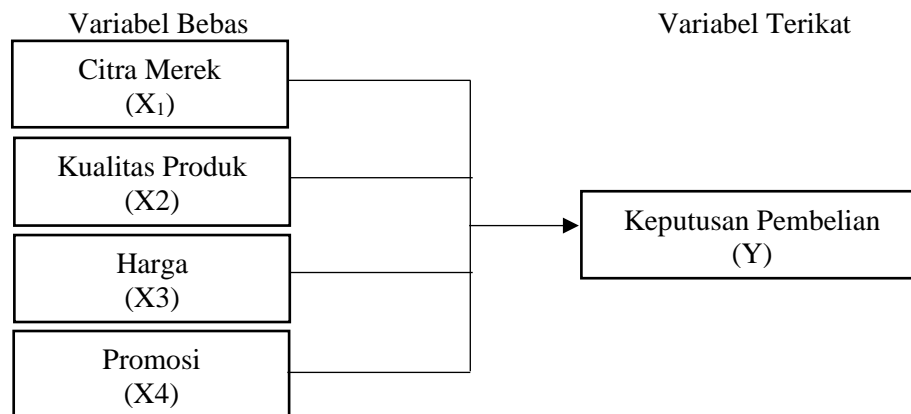 Variabel Bebas
Variabel Terikat
Citra Merek
(X₁)
Kualitas Produk
(X2)
Harga
(X3)
Promosi
(X4)
Keputusan Pembelian
(Y)